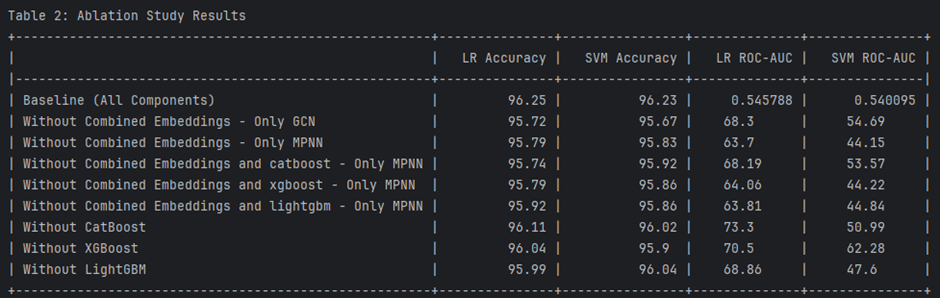 Table 2: Ablation Study Results
+-----------------------------------------------------+---------------+----------------+--------------+---------------+
| | LR Accuracy | SVM Accuracy | LR ROC-AUC | SVM ROC-AUC |
|-----------------------------------------------------+---------------+----------------+--------------+---------------|
| Baseline (All Components) | 96.25 | 96.23 | 0.545788 | 0.540095 |
| Without Combined Embeddings - Only GCN | 95.72 | 95.67 | 68.3 | 54.69 |
| Without Combined Embeddings - Only MPNN | 95.79 | 95.83 | 63.7 | 44.15 |
| Without Combined Embeddings and catboost - Only MPNN | 95.74 | 95.92 | 68.19 | 53.57 |
| Without Combined Embeddings and xgboost - Only MPNN | 95.79 | 95.86 | 64.06 | 44.22 |
| Without Combined Embeddings and lightgbm - Only MPNN | 95.92 | 95.86 | 63.81 | 44.84 |
| Without CatBoost | 96.11 | 96.02 | 73.3 | 50.99 |
| Without XGBoost | 96.04 | 95.9 | 70.5 | 62.28 |
| Without LightGBM | 95.99 | 96.04 | 68.86 | 47.6 |
+-----------------------------------------------------+---------------+----------------+--------------+---------------+